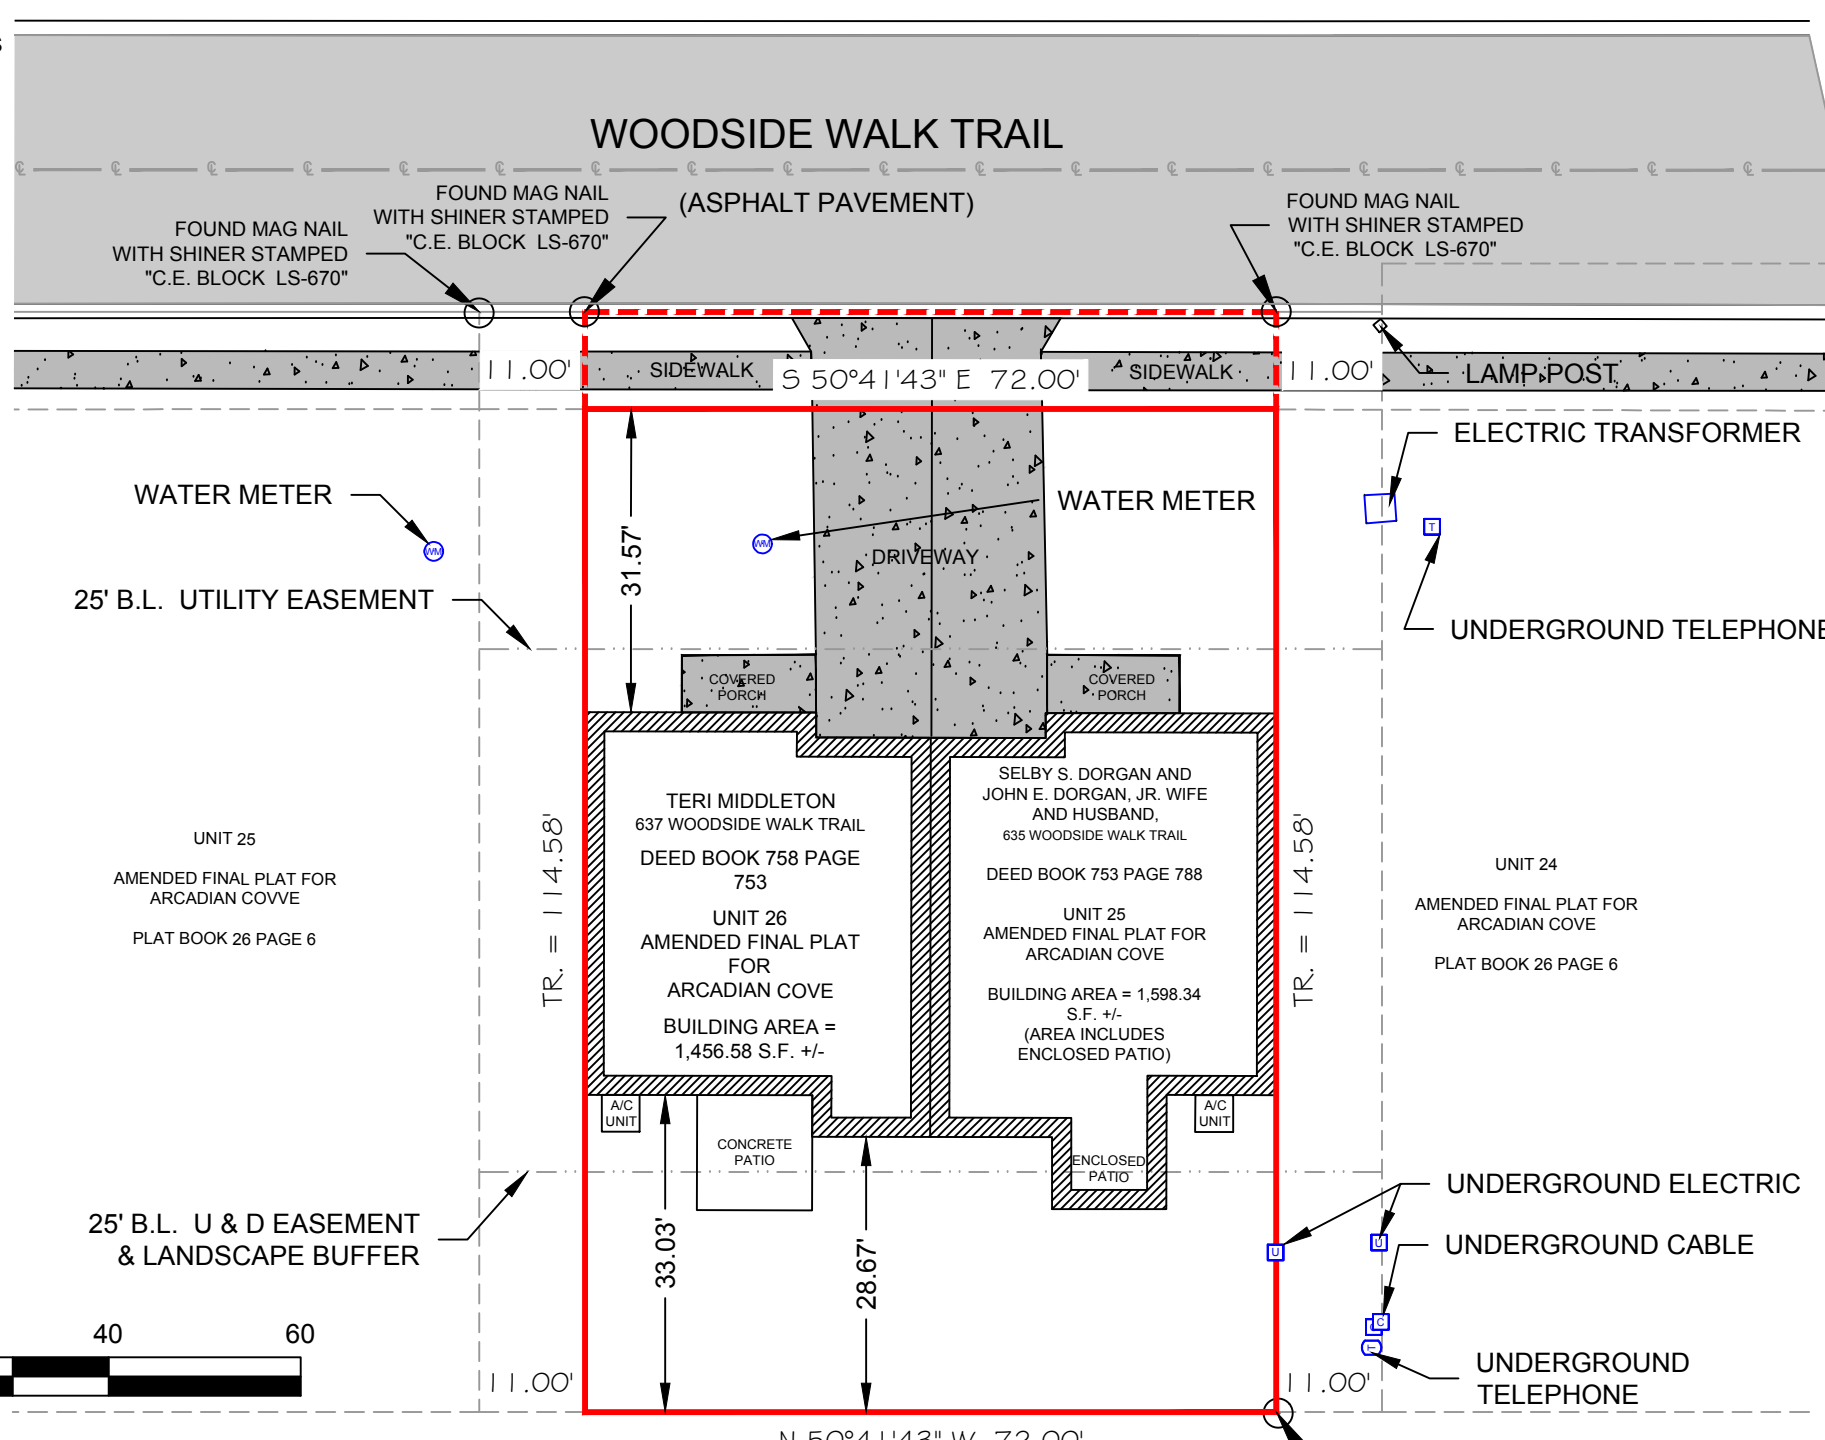 WOODSIDE WALK TRAIL
(ASPHALT PAVEMENT)
FOUND MAG NAIL
WITH SHINER STAMPED
"C.E. BLOCK LS-670"
FOUND MAG NAIL
WITH SHINER STAMPED
"C.E. BLOCK LS-670"
FOUND MAG NAIL
WITH SHINER STAMPED
"C.E. BLOCK LS-670"
11.00'
SIDEWALK
S 50°41'43" E 72.00'
SIDEWALK
11.00'
LAMP POST
ELECTRIC TRANSFORMER
WATER METER
WM
WM
WATER METER
T
DRIVEWAY
31.57'
25' B.L. UTILITY EASEMENT
UNDERGROUND TELEPHONE
COVERED
PORCH
COVERED
PORCH
TERI MIDDLETON
637 WOODSIDE WALK TRAIL
DEED BOOK 758 PAGE
753
UNIT 26
AMENDED FINAL PLAT
FOR
ARCADIAN COVE
BUILDING AREA =
1,456.58 S.F. +/-
SELBY S. DORGAN AND
JOHN E. DORGAN, JR. WIFE
AND HUSBAND,
635 WOODSIDE WALK TRAIL
DEED BOOK 753 PAGE 788
UNIT 25
AMENDED FINAL PLAT FOR
ARCADIAN COVE
BUILDING AREA = 1,598.34
S.F. +/-
(AREA INCLUDES
ENCLOSED PATIO)
TR. = 114.58'
TR. = 114.58'
UNIT 25
AMENDED FINAL PLAT FOR
ARCADIAN COVVE
PLAT BOOK 26 PAGE 6
UNIT 24
AMENDED FINAL PLAT FOR
ARCADIAN COVE
PLAT BOOK 26 PAGE 6
A/C
UNIT
CONCRETE
PATIO
ENCLOSED
PATIO
A/C
UNIT
25' B.L. U & D EASEMENT
& LANDSCAPE BUFFER
33.03'
28.67'
UNDERGROUND ELECTRIC
U
U
UNDERGROUND CABLE
C
T
UNDERGROUND
TELEPHONE
40 60
11.00'
11.00'
N 50°41'43" W 72.00'